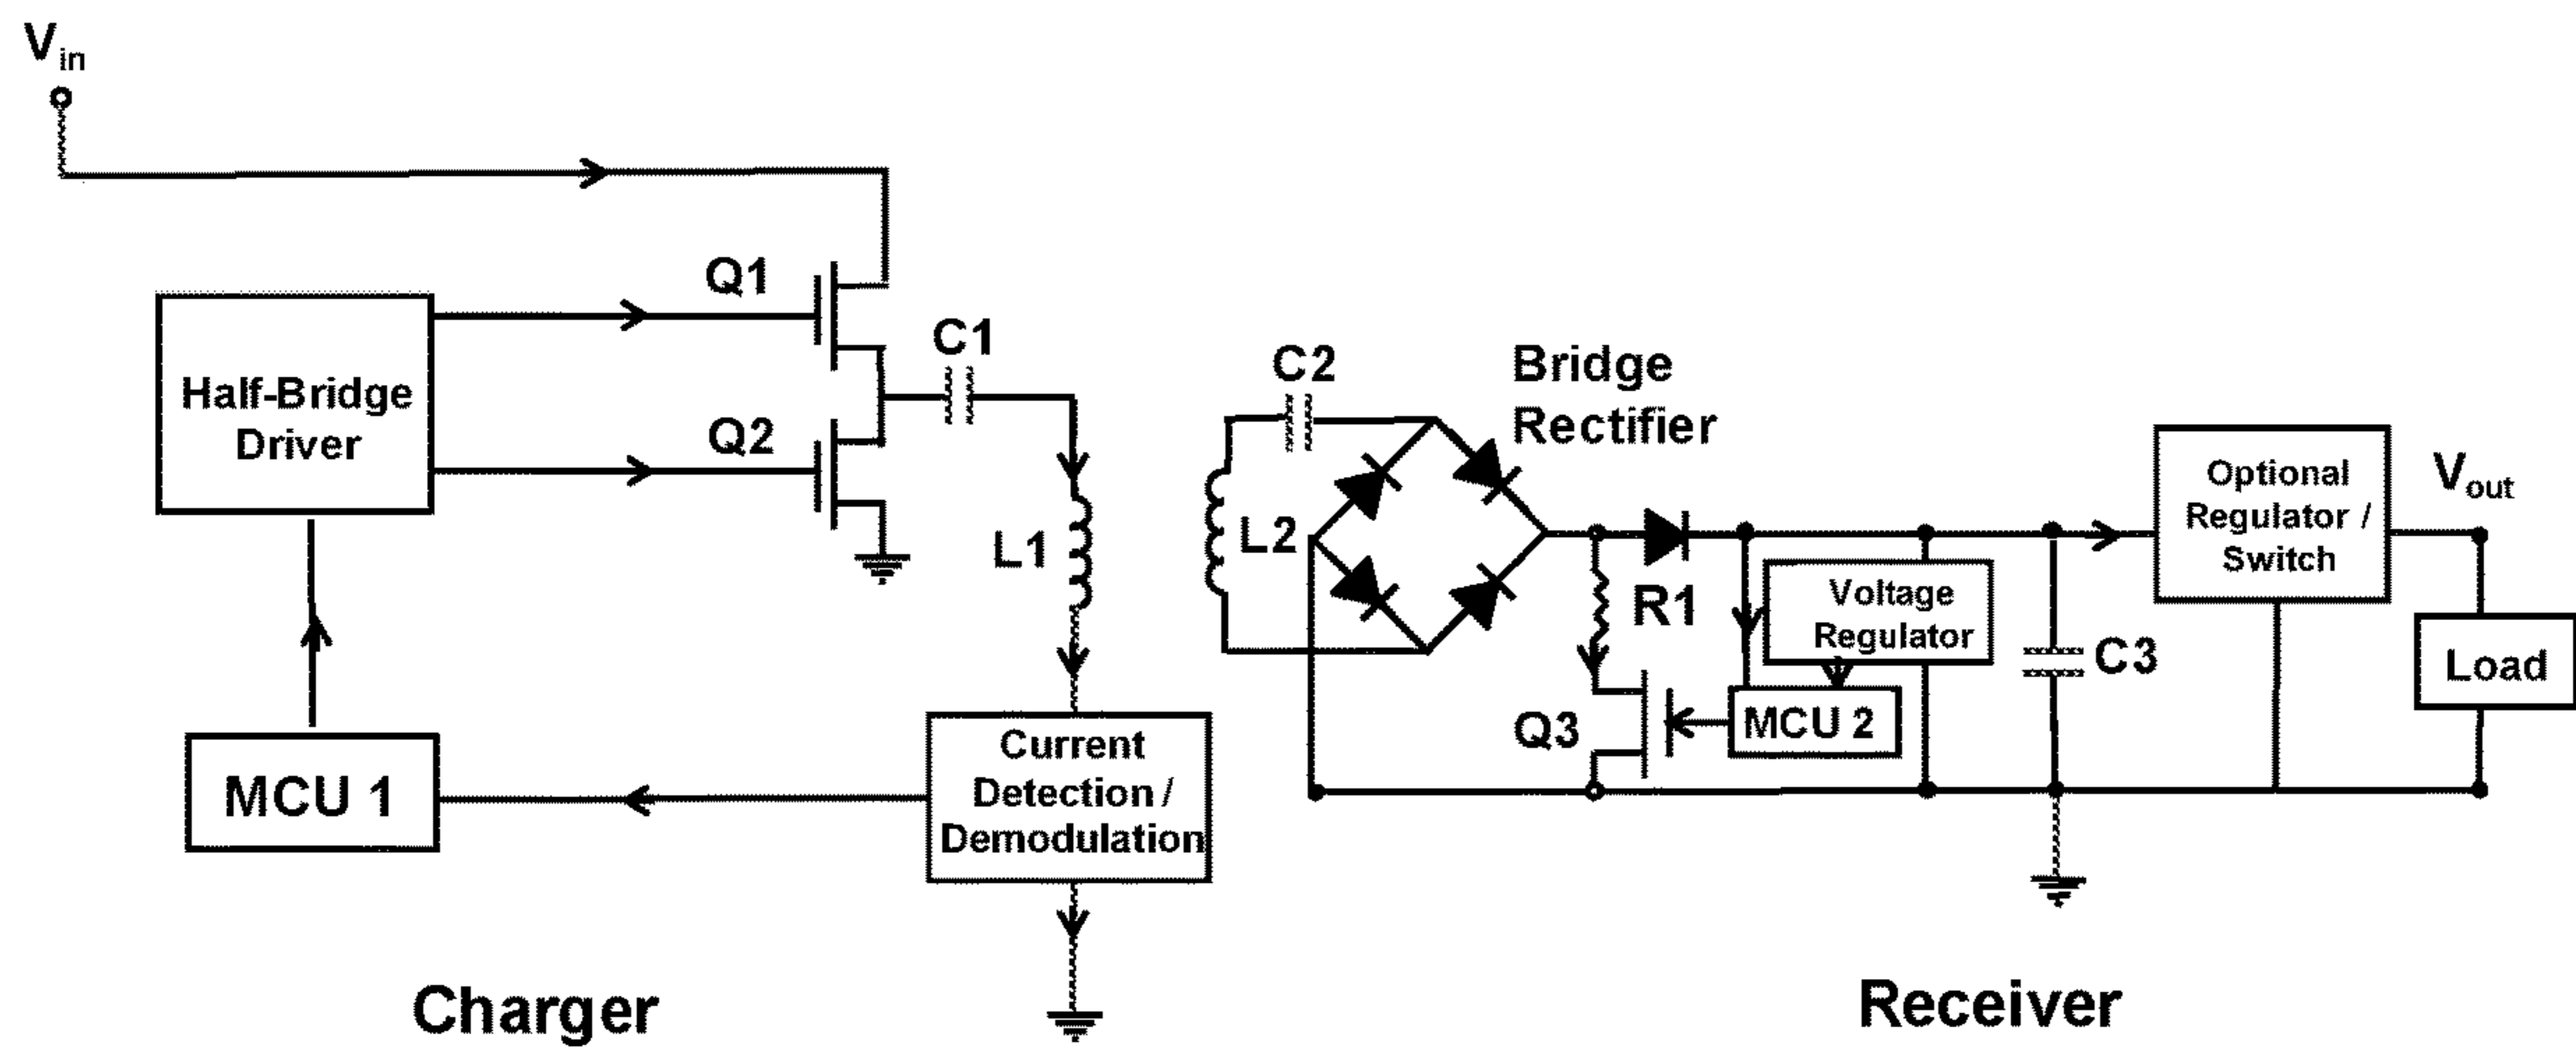 Vin
Q1
Half-Bridge
Driver
Q2
C1
L1
MCU 1
Current
Detection /
Demodulation
Charger
C2
L2
Bridge
Rectifier
R1
Q3
Voltage
Regulator
MCU 2
C3
Optional
Regulator /
Switch
Vout
Load
Receiver